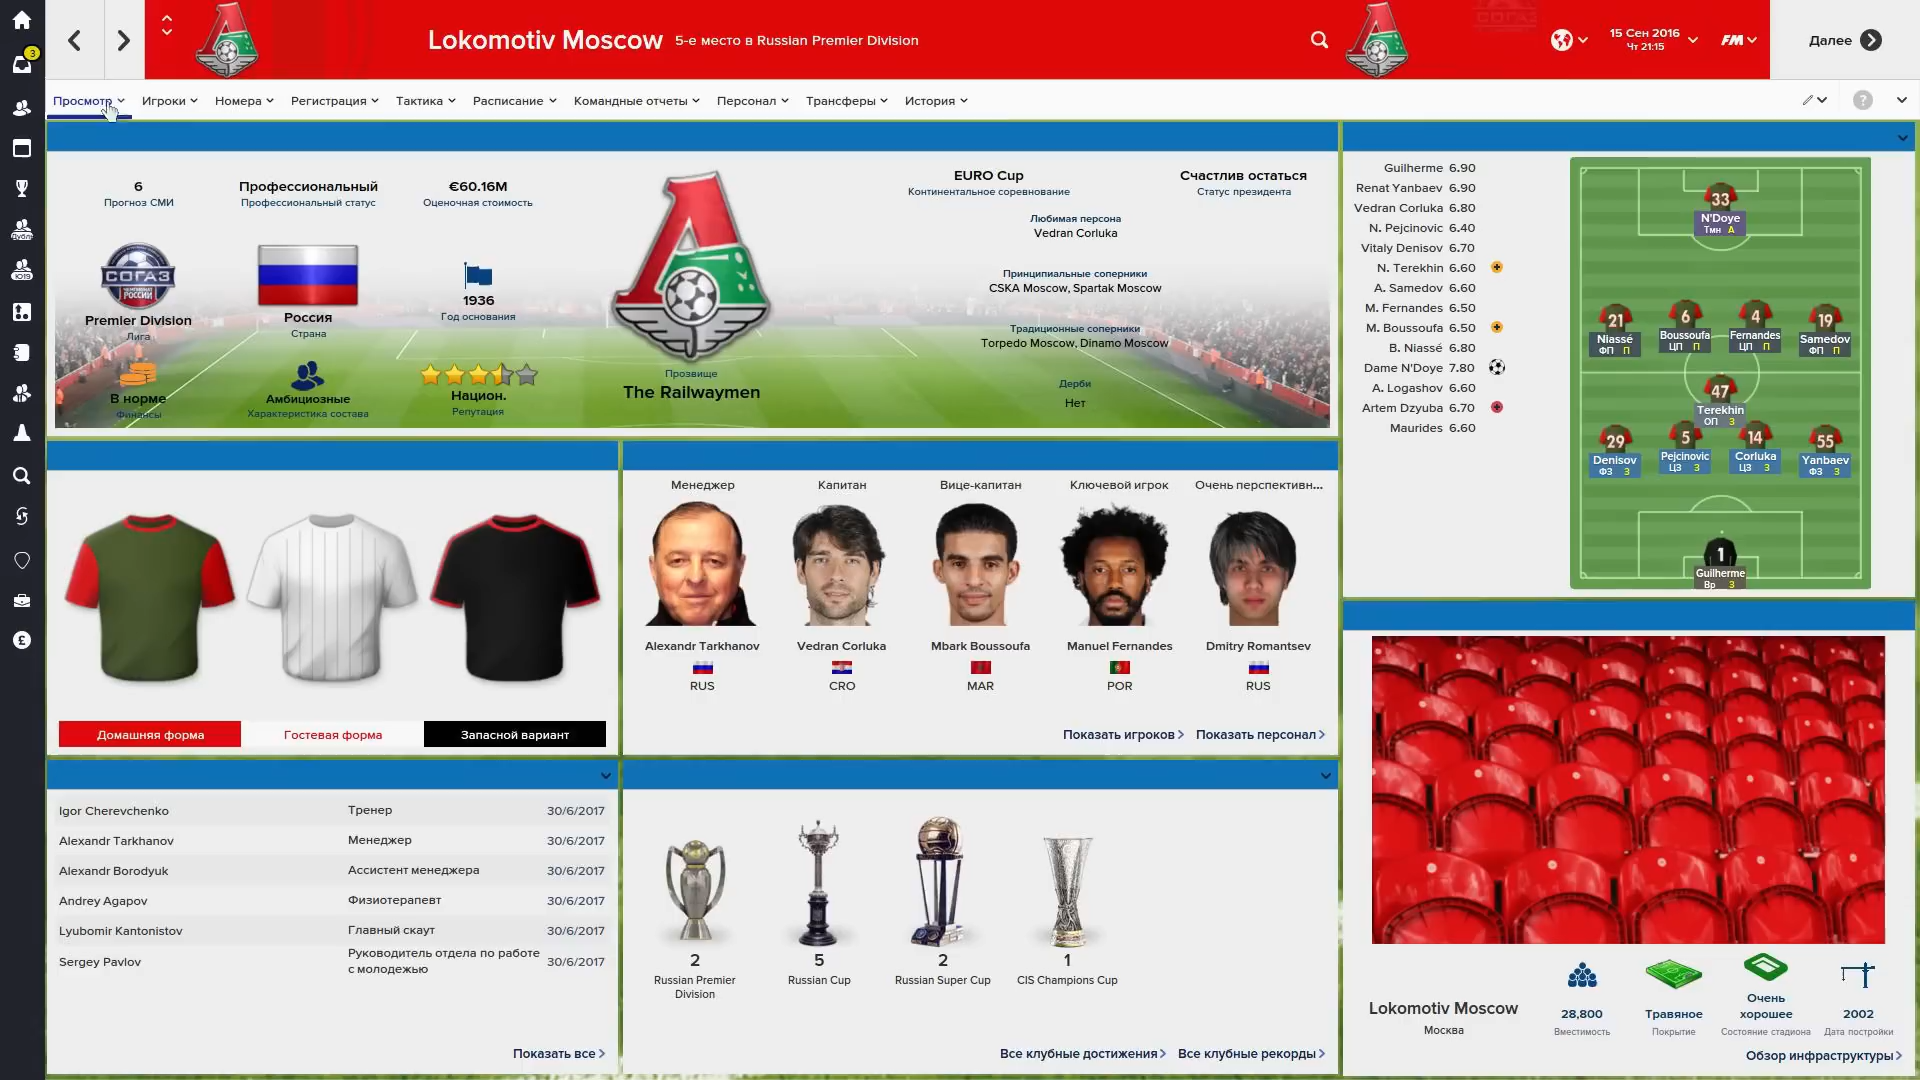 Lokomotiv Moscow
5-е место в Russian Premier Division
15 Сен 2016
Чт 21:15
FM
Далее
3
Просмотр
Игроки
Номера
Регистрация
Тактика
Расписание
Командные отчеты
Персонал
Трансферы
История
6
Прогноз СМИ
Профессиональный
Профессиональный статус
€60.16M
Оценочная стоимость
EURO Cup
Континентальное соревнование
Счастлив остаться
Статус президента
Любимая персона
Vedran Corluka
СОГАЗ
Premier Division
Лига
Россия
Страна
1936
Год основания
Принципиальные соперники
CSKA Moscow, Spartak Moscow
Традиционные соперники
Torpedo Moscow, Dinamo Moscow
В норме
Финансы
Амбициозные
Характеристика состава
Национ.
Репутация
Прозвище
The Railwaymen
Дерби
Нет
Guilherme 6.90
Renat Yanbaev 6.90
Vedran Corluka 6.80
N. Pejcinovic 6.40
Vitaly Denisov 6.70
N. Terekhin 6.60
A. Samedov 6.60
M. Fernandes 6.50
M. Boussoufa 6.50
B. Niassé 6.80
Dame N'Doye 7.80
A. Logashov 6.60
Artem Dzyuba 6.70
Maurides 6.60
33
N'Doye
Тмн А
21 6 4 19
Niassé Boussoufa Fernandes Samedov
ФП П ЦП П ЦП П ФП П
47
Terekhin
ОП З
29 5 14 55
Denisov Pejcinovic Corluka Yanbaev
ФЗ З ЦЗ З ЦЗ З ФЗ З
1
Guilherme
Вр З
Домашняя форма
Гостевая форма
Запасной вариант
Менеджер
Капитан
Вице-капитан
Ключевой игрок
Очень перспективн...
Alexandr Tarkhanov
Vedran Corluka
Mbark Boussoufa
Manuel Fernandes
Dmitry Romantsev
RUS
CRO
MAR
POR
RUS
Показать игроков
Показать персонал
Igor Cherevchenko Тренер 30/6/2017
Alexandr Tarkhanov Менеджер 30/6/2017
Alexandr Borodyuk Ассистент менеджера 30/6/2017
Andrey Agapov Физиотерапевт 30/6/2017
Lyubomir Kantonistov Главный скаут 30/6/2017
Sergey Pavlov Руководитель отдела по работе с молодежью 30/6/2017
Показать все
2
Russian Premier
Division
5
Russian Cup
2
Russian Super Cup
1
CIS Champions Cup
Все клубные достижения
Все клубные рекорды
Lokomotiv Moscow
Москва
28,800
Вместимость
Травяное
Покрытие
Очень
хорошее
Состояние стадиона
2002
Дата постройки
Обзор инфраструктуры